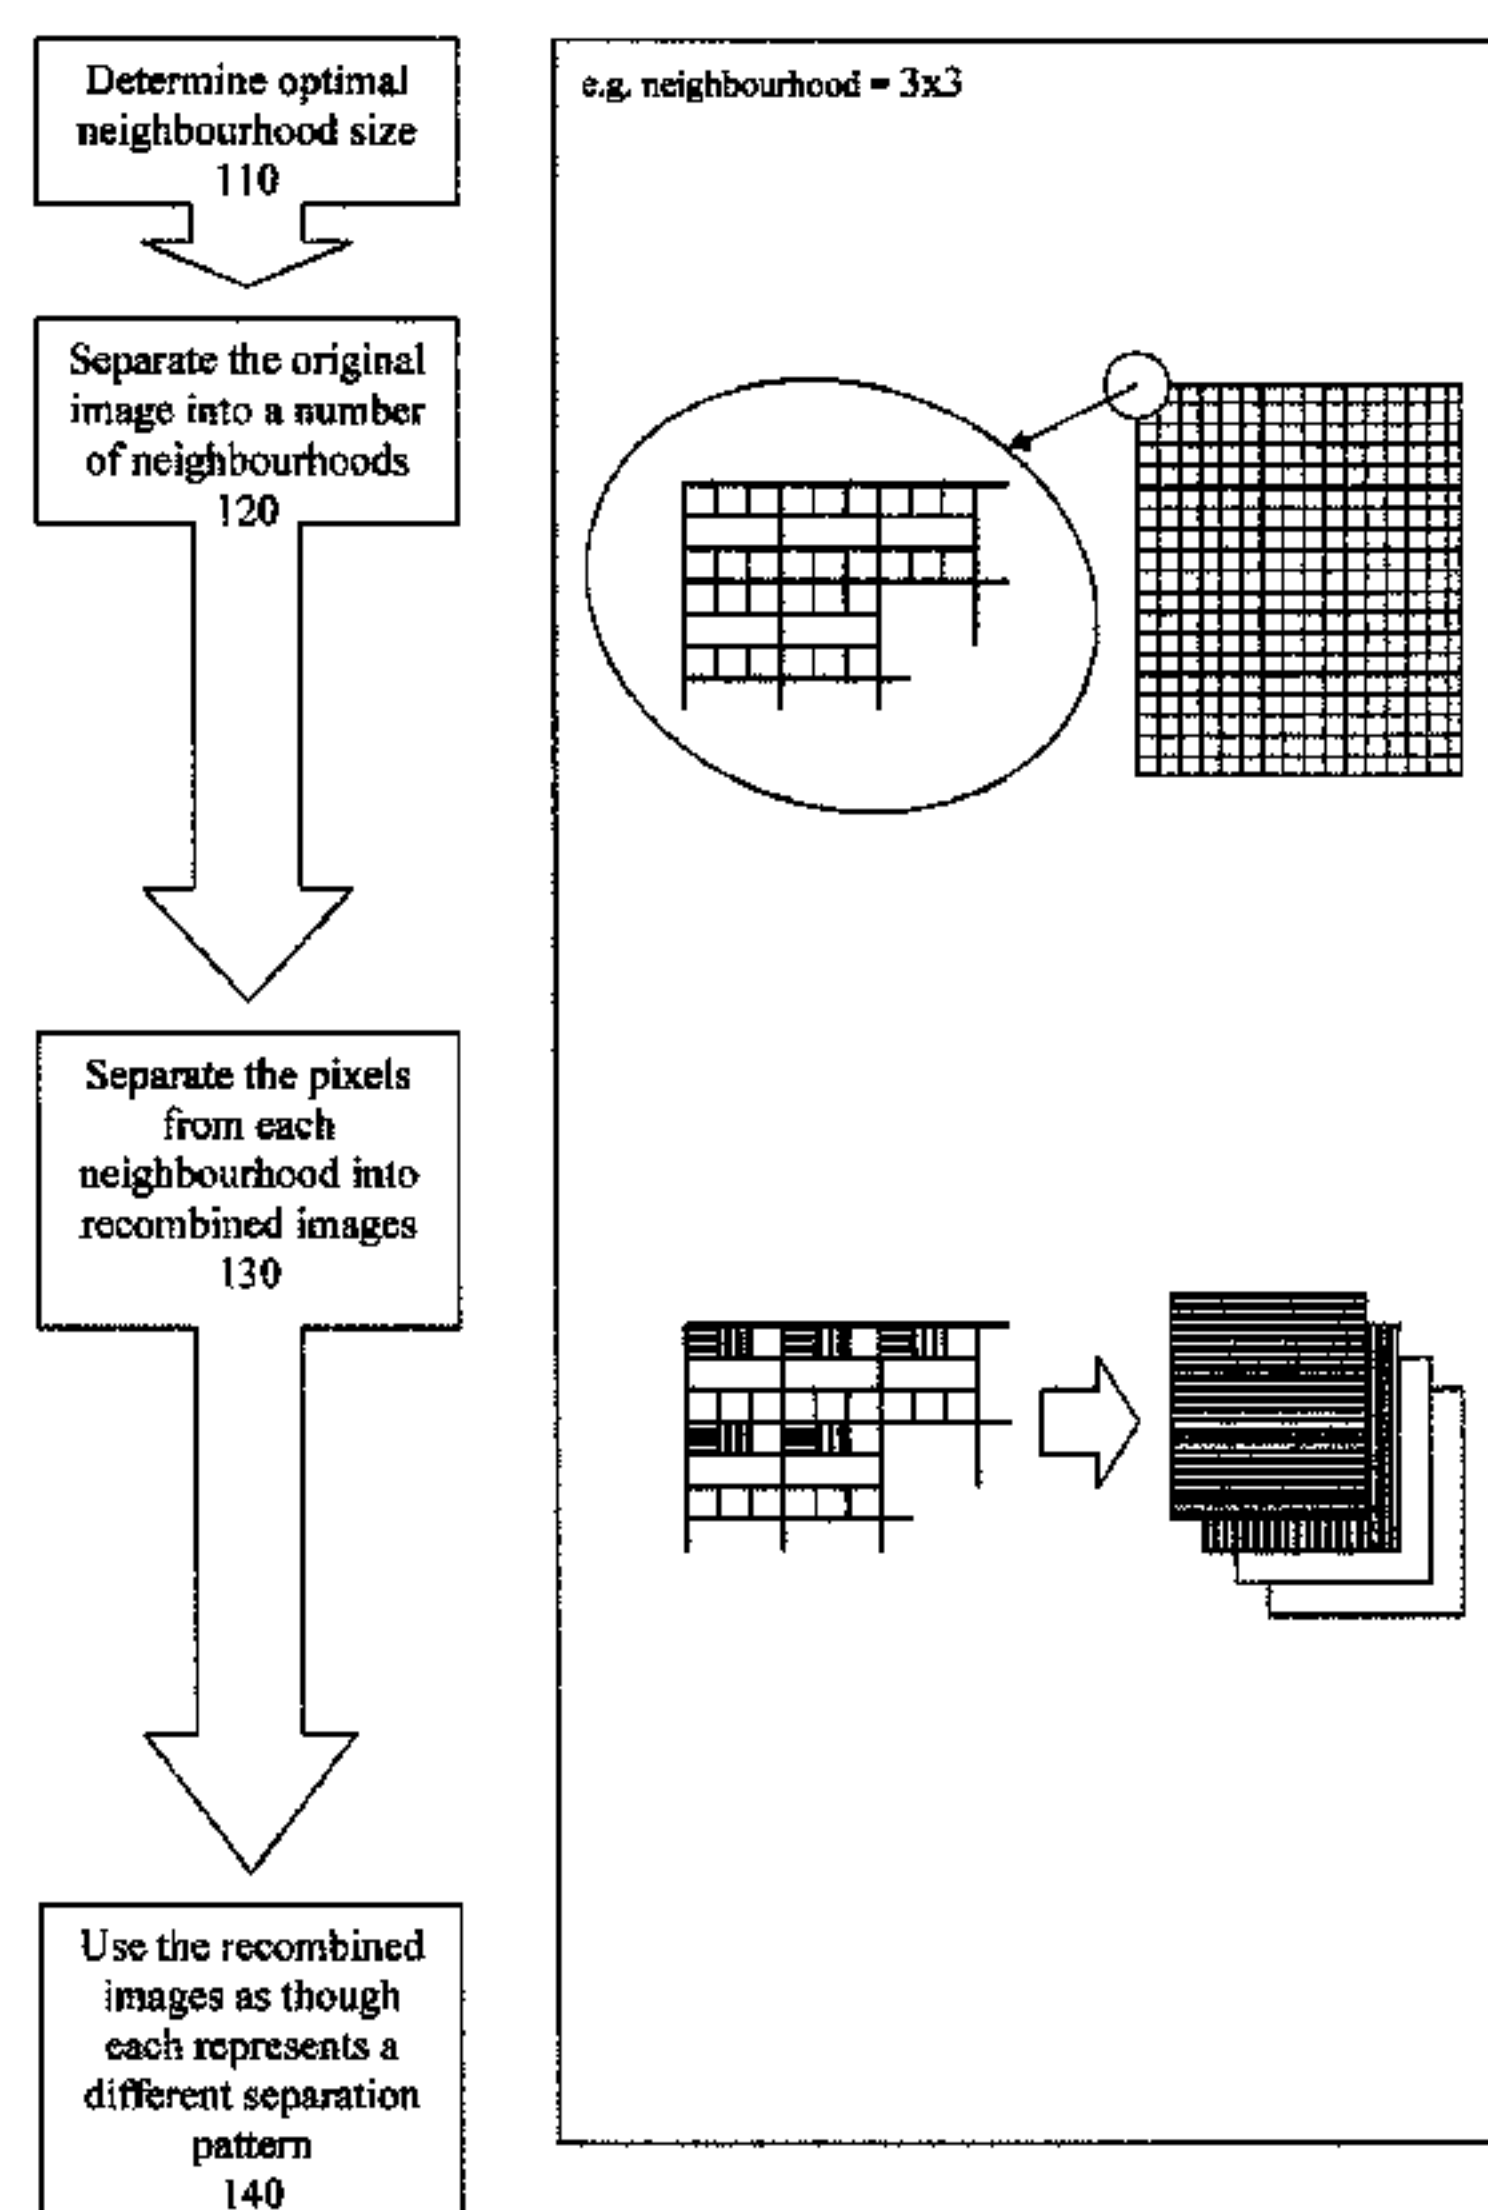 Determine optimal
neighbourhood size
110
e.g. neighbourhood = 3x3
Separate the original
image into a number
of neighbourhoods
120
Separate the pixels
from each
neighbourhood into
recombined images
130
Use the recombined
images as though
each represents a
different separation
pattern
140